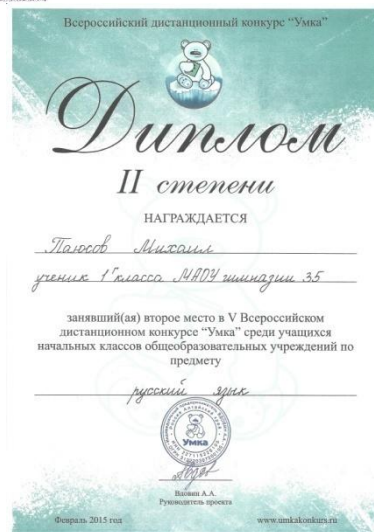 Всероссийский дистанционный конкурс "Умка"
Диплом
II степени
НАГРАЖДАЕТСЯ
Михаил
ученик 1 класса МАОУ гимназии 35
занявший(ая) второе место в V Всероссийском
дистанционном конкурсе "Умка" среди учащихся
начальных классов общеобразовательных учреждений по
предмету
русский язык
Умка
Вдовин А.А.
Руководитель проекта
Февраль 2015 год
www.umkakonkurs.ru